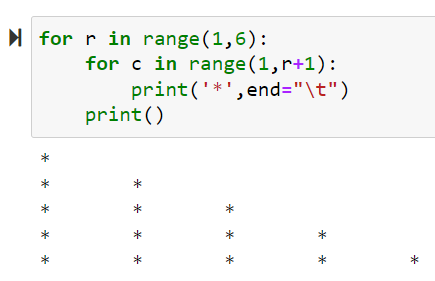 for r in range(1,6):
    for c in range(1,r+1):
        print('*',end="\t")
    print()
*
*	*
*	*	*
*	*	*	*
*	*	*	*	*